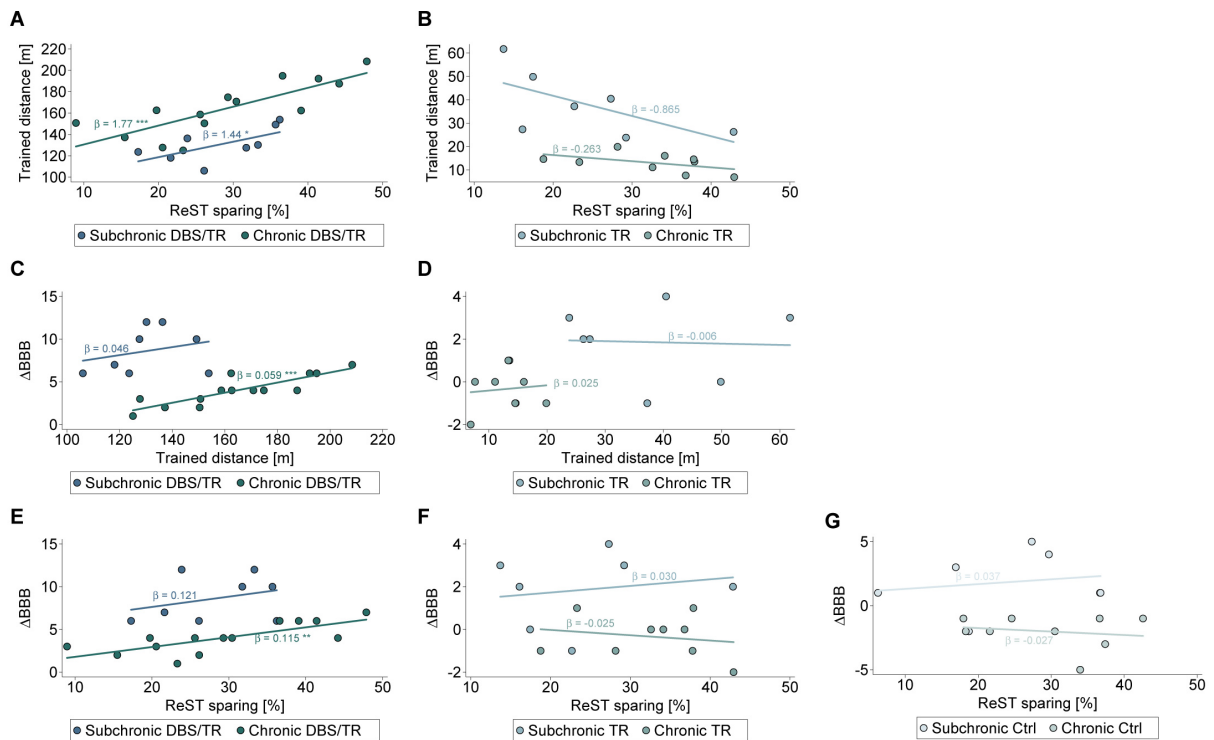 A
Trained distance [m]
220
200
180
160
140
120
100
β = 1.77 ***
β = 1.44 *
10
20
30
40
50
ReST sparing [%]
Subchronic DBS/TR
Chronic DBS/TR
B
Trained distance [m]
60
50
40
30
20
10
β = -0.865
β = -0.263
10
20
30
40
50
ReST sparing [%]
Subchronic TR
Chronic TR
C
ΔBBB
15
10
5
0
β = 0.046
β = 0.059 ***
100
120
140
160
180
200
220
Trained distance [m]
Subchronic DBS/TR
Chronic DBS/TR
D
ΔBBB
4
2
0
-2
β = -0.006
β = 0.025
10
20
30
40
50
60
Trained distance [m]
Subchronic TR
Chronic TR
E
ΔBBB
15
10
5
0
β = 0.121
β = 0.115 **
10
20
30
40
50
ReST sparing [%]
Subchronic DBS/TR
Chronic DBS/TR
F
ΔBBB
4
2
0
-2
β = 0.030
β = -0.025
10
20
30
40
50
ReST sparing [%]
Subchronic TR
Chronic TR
G
ΔBBB
5
0
-5
β = 0.037
β = -0.027
10
20
30
40
50
ReST sparing [%]
Subchronic Ctrl
Chronic Ctrl